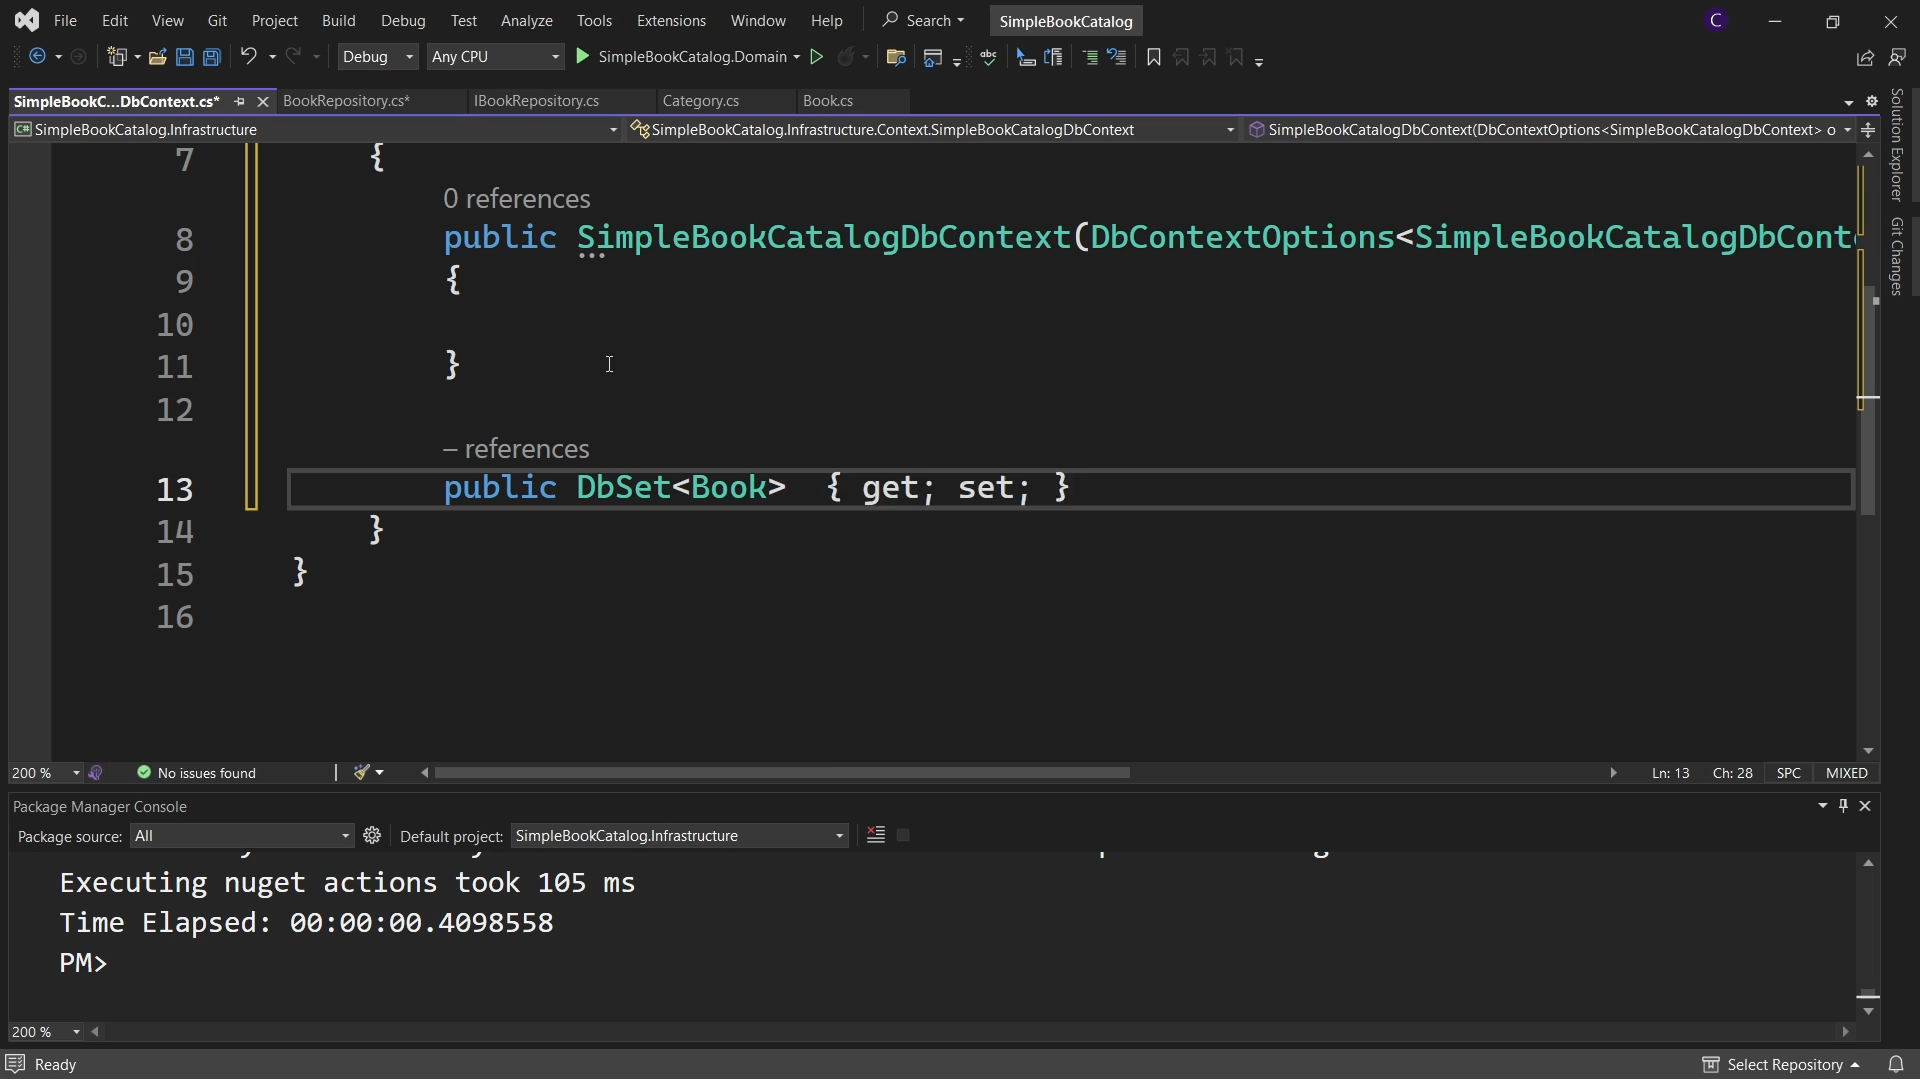 File Edit View Git Project Build Debug Test Analyze Tools Extensions Window Help Search SimpleBookCatalog C
Debug Any CPU SimpleBookCatalog.Domain abc
SimpleBookC...DbContext.cs* BookRepository.cs* IBookRepository.cs Category.cs Book.cs
C# SimpleBookCatalog.Infrastructure SimpleBookCatalog.Infrastructure.Context.SimpleBookCatalogDbContext SimpleBookCatalogDbContext(DbContextOptions<SimpleBookCatalogDbContext> o
Solution Explorer
Git Changes
7 {
0 references
8 public SimpleBookCatalogDbContext(DbContextOptions<SimpleBookCatalogDbConte
9 {
10
11 }
12
– references
13 public DbSet<Book>  { get; set; }
14 }
15 }
16
200 % No issues found Ln: 13 Ch: 28 SPC MIXED
Package Manager Console
Package source: All Default project: SimpleBookCatalog.Infrastructure
Executing nuget actions took 105 ms
Time Elapsed: 00:00:00.4098558
PM>
200 %
Ready Select Repository